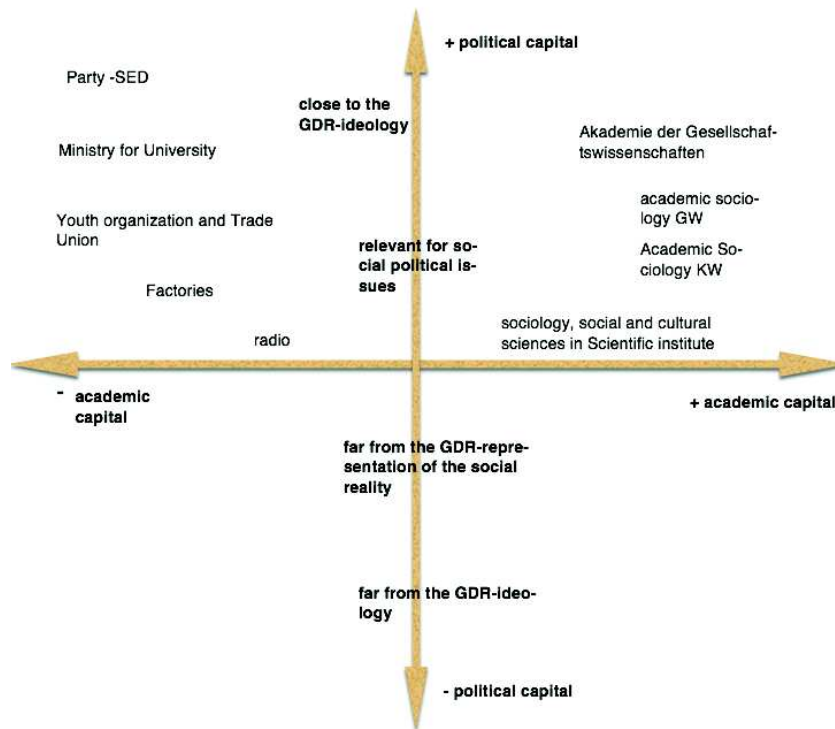 + political capital
Party -SED
close to the
GDR-ideology
Akademie der Gesellschaf-
tswissenschaften
Ministry for University
academic socio-
logy GW
Youth organization and Trade
Union
relevant for so-
cial political is-
sues
Academic So-
ciology KW
Factories
radio
sociology, social and cultural
sciences in Scientific institute
- academic
capital
+ academic capital
far from the GDR-repre-
sentation of the social
reality
far from the GDR-ideo-
logy
- political capital